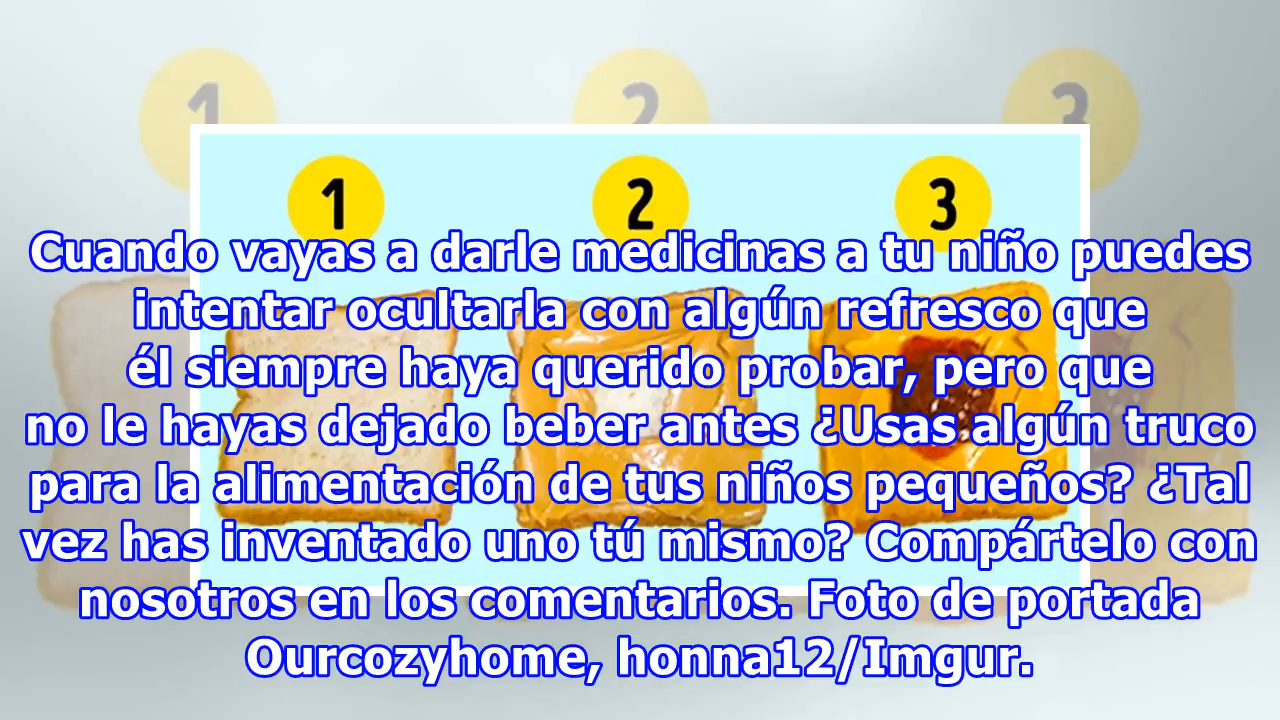 1 2 3
1 2 3
Cuando vayas a darle medicinas a tu niño puedes
intentar ocultarla con algún refresco que
él siempre haya querido probar, pero que
no le hayas dejado beber antes ¿Usas algún truco
para la alimentación de tus niños pequeños? ¿Tal
vez has inventado uno tú mismo? Compártelo con
nosotros en los comentarios. Foto de portada
Ourcozyhome, honna12/Imgur.